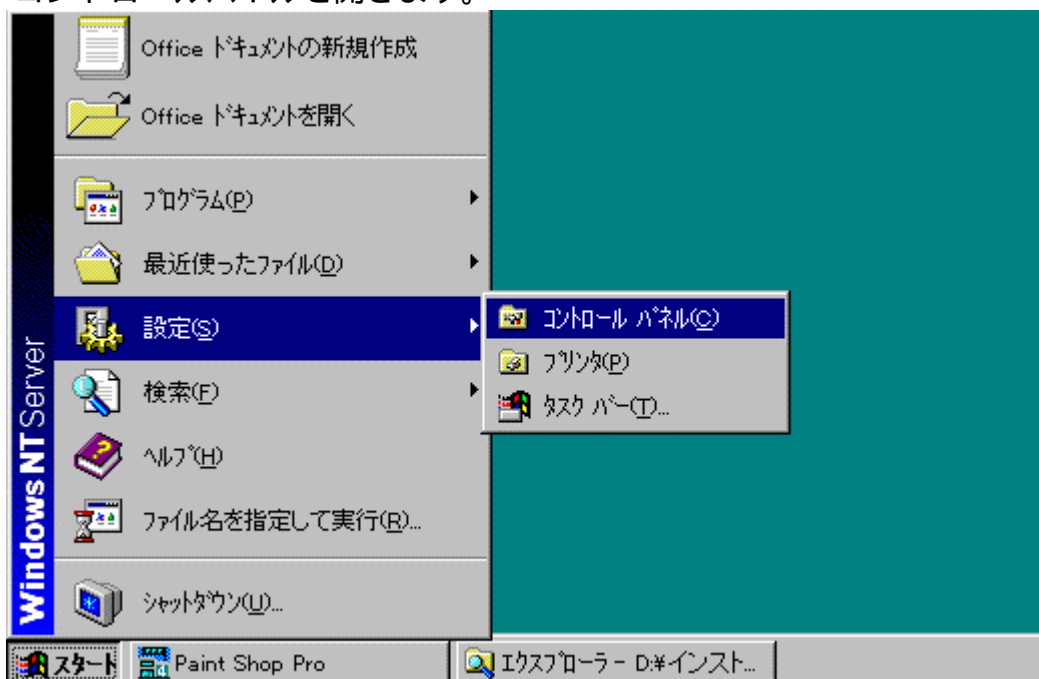 コントロールパネルを開きます。
Office ﾄﾞｷｭﾒﾝﾄの新規作成
Office ﾄﾞｷｭﾒﾝﾄを開く
ﾌﾟﾛｸﾞﾗﾑ(P)
最近使ったﾌｧｲﾙ(D)
設定(S)
ｺﾝﾄﾛｰﾙ ﾊﾟﾈﾙ(C)
ﾌﾟﾘﾝﾀ(P)
ﾀｽｸ ﾊﾞｰ(T)...
検索(F)
ﾍﾙﾌﾟ(H)
ﾌｧｲﾙ名を指定して実行(R)...
ｼｬｯﾄﾀﾞｳﾝ(U)...
Windows NT Server
スタート
Paint Shop Pro
ｴｸｽﾌﾟﾛｰﾗ - D:¥インスト...